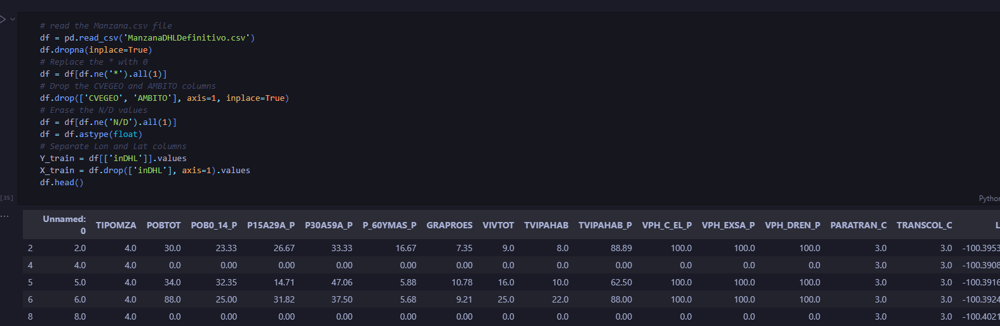 # read the Manzana.csv file
df = pd.read_csv('ManzanaDHLDefinitivo.csv')
df.dropna(inplace=True)
# Replace the * with 0
df = df[df.ne('*').all(1)]
# Drop the CVEGEO and AMBITO columns
df.drop(['CVEGEO', 'AMBITO'], axis=1, inplace=True)
# Erase the N/D values
df = df[df.ne('N/D').all(1)]
df = df.astype(float)
# Separate Lon and Lat columns
Y_train = df[['inDHL']].values
X_train = df.drop(['inDHL'], axis=1).values
df.head()
[35]
Python
...
Unnamed: 0 TIPOMZA POBTOT POB0_14_P P15A29A_P P30A59A_P P_60YMAS_P GRAPROES VIVTOT TVIPAHAB TVIPAHAB_P VPH_C_EL_P VPH_EXSA_P VPH_DREN_P PARATRAN_C TRANSCOL_C L
2 2.0 4.0 30.0 23.33 26.67 33.33 16.67 7.35 9.0 8.0 88.89 100.0 100.0 100.0 3.0 3.0 -100.3953
4 4.0 4.0 0.0 0.00 0.00 0.00 0.00 0.00 0.0 0.0 0.00 0.0 0.0 0.0 3.0 3.0 -100.3908
5 5.0 4.0 34.0 32.35 14.71 47.06 5.88 10.78 16.0 10.0 62.50 100.0 100.0 100.0 3.0 3.0 -100.3916
6 6.0 4.0 88.0 25.00 31.82 37.50 5.68 9.21 25.0 22.0 88.00 100.0 100.0 100.0 3.0 3.0 -100.3924
8 8.0 4.0 0.0 0.00 0.00 0.00 0.00 0.00 0.0 0.0 0.00 0.0 0.0 0.0 3.0 3.0 -100.4021